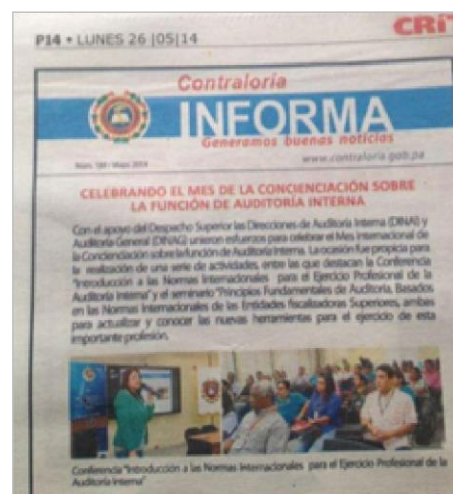 P14 • LUNES 26 |05|14
CRíT
Contraloría
INFORMA
Generamos buenas noticias
www.contraloria.gob.pa
CELEBRANDO EL MES DE LA CONCIENCIACIÓN SOBRE
LA FUNCIÓN DE AUDITORÍA INTERNA
Con el apoyo del Despacho Superior las Direcciones de Auditoría Interna (DINAI) y
Auditoría General (DINAG) unieron esfuerzos para celebrar el Mes Internacional de
la Concienciación sobre la función de Auditoría Interna. La ocasión fue propicia para
la realización de una serie de actividades, entre las que destacan la Conferencia
"Introducción a las Normas Internacionales para el Ejercicio Profesional de la
Auditoría Interna" y el seminario "Principios Fundamentales de Auditoría, Basados
en las Normas Internacionales de las Entidades fiscalizadoras Superiores, ambas
para actualizar y conocer las nuevas herramientas para el ejercicio de esta
importante profesión.
Conferencia "Introducción a las Normas Internacionales para el Ejercicio Profesional de la
Auditoría Interna"